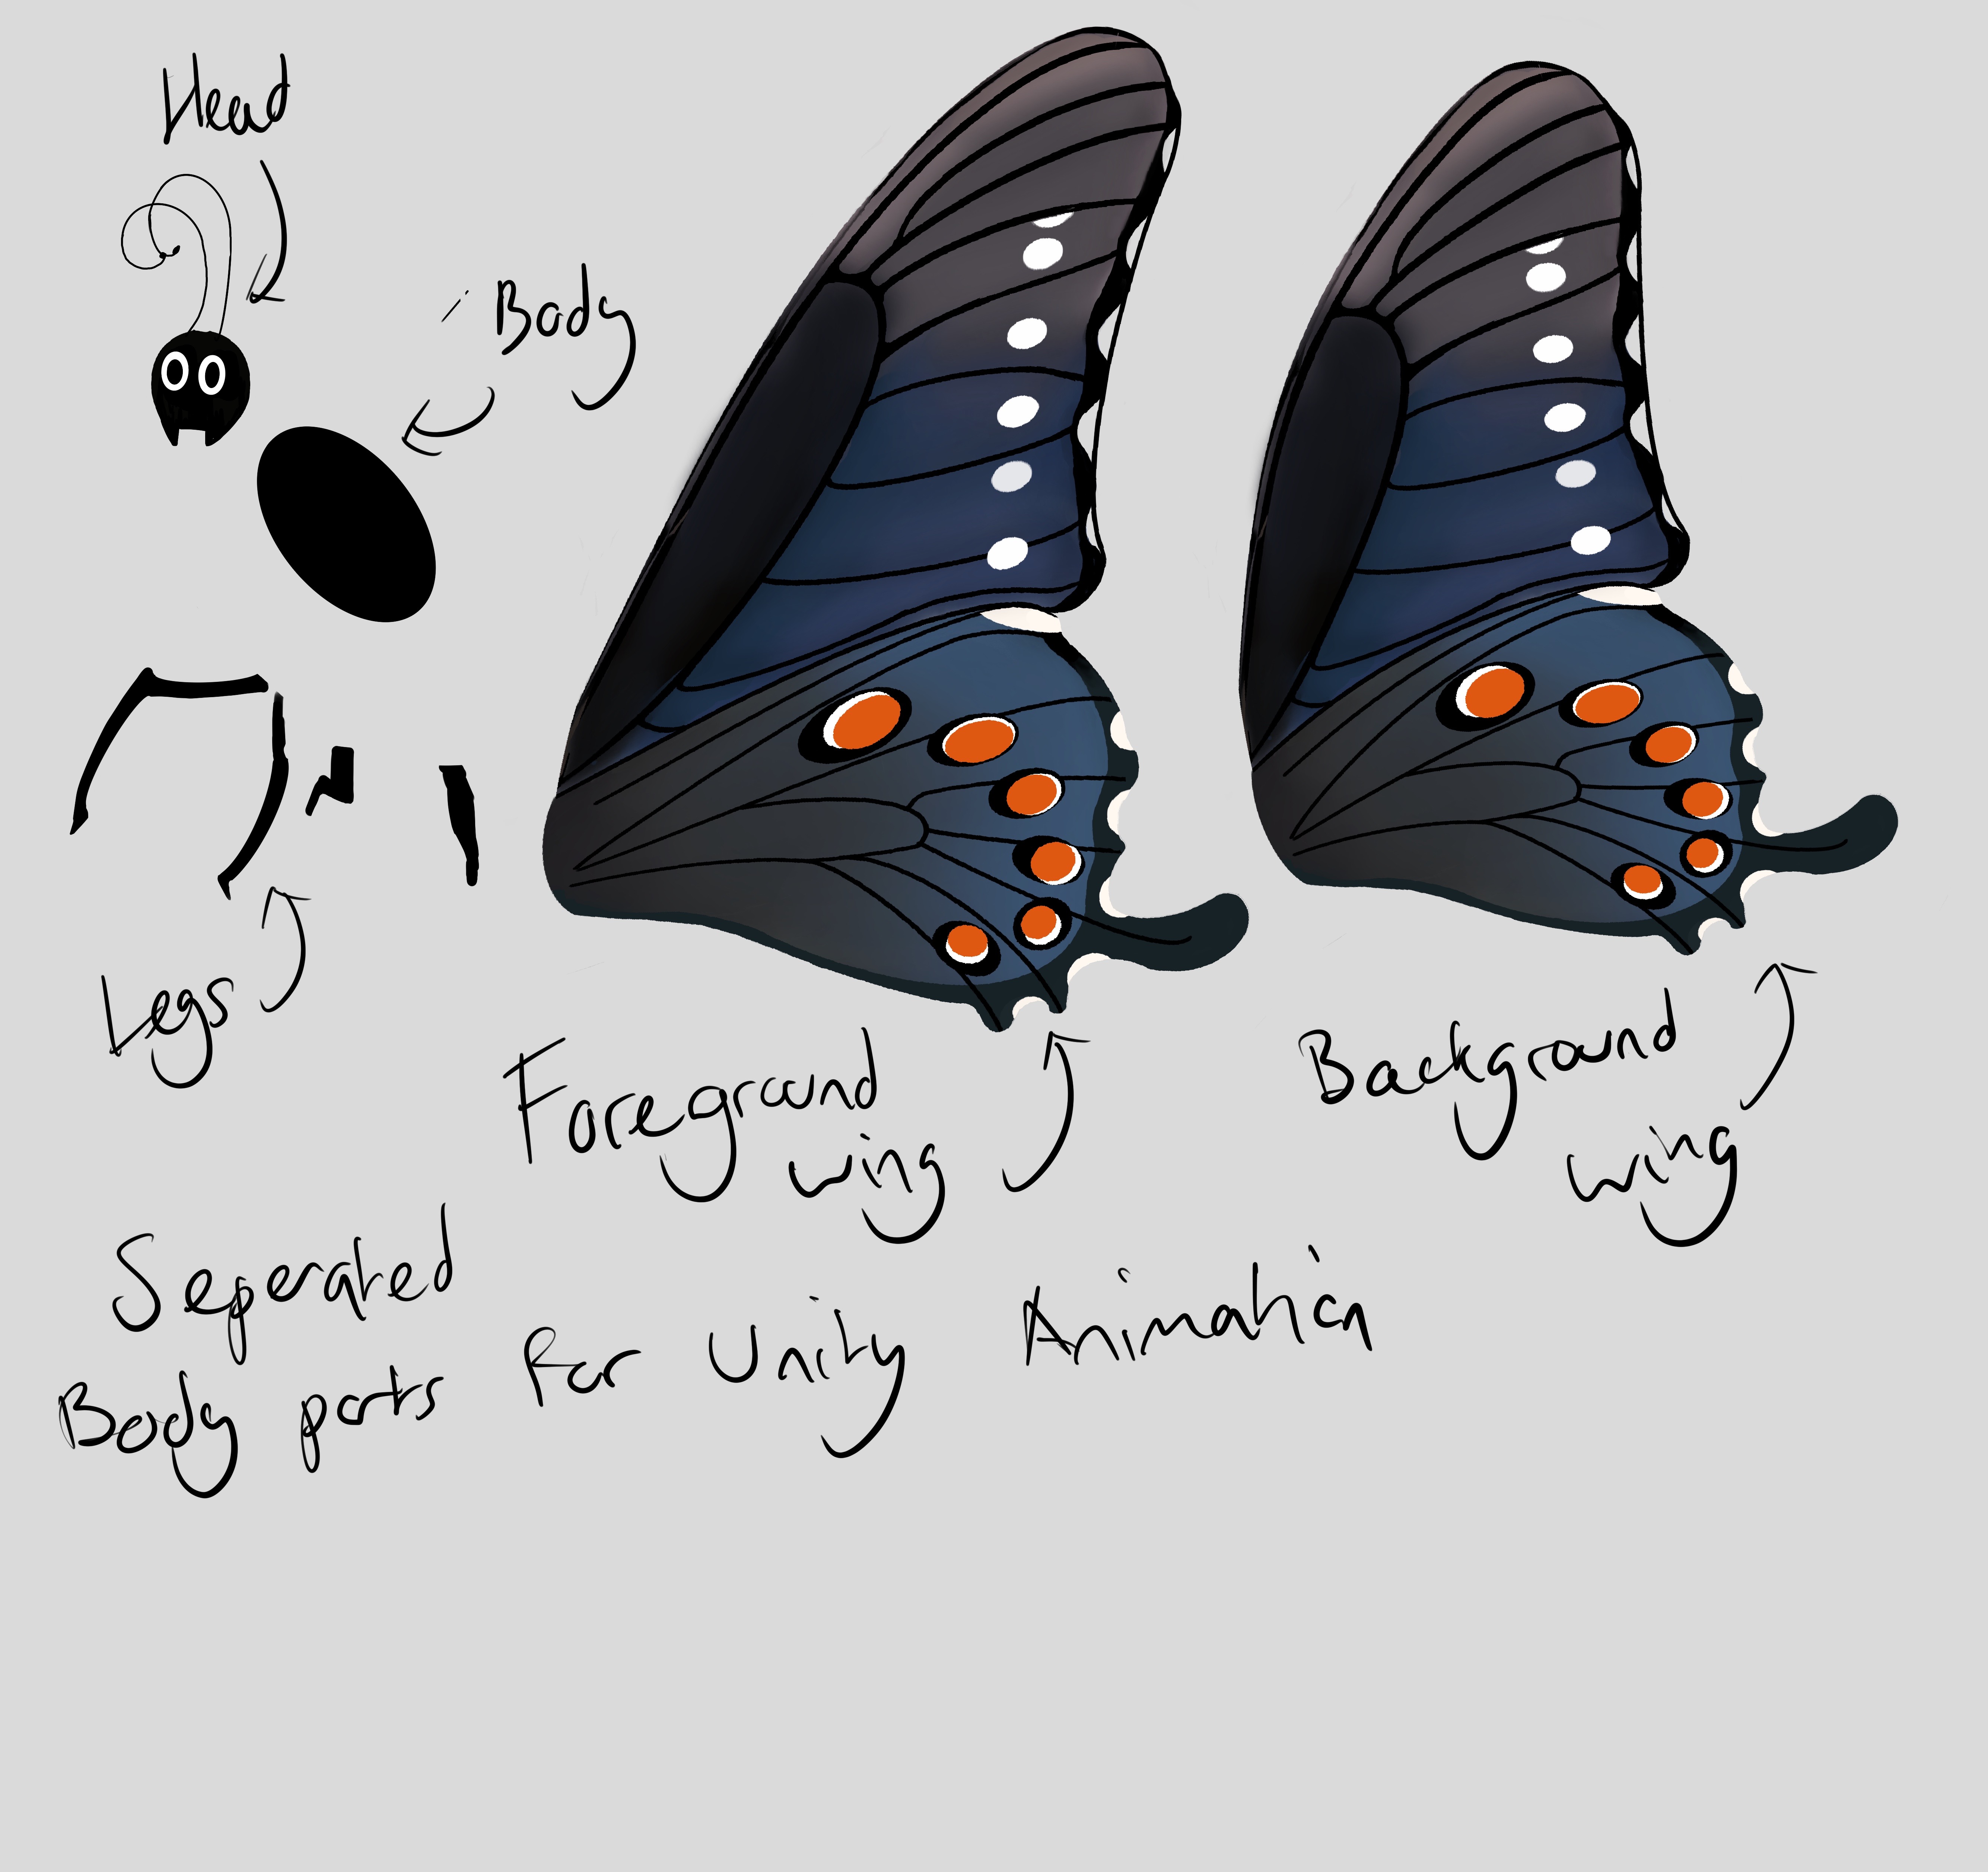 Head
Body
Legs
Foreground
wing
Background
wing
Seperated
Body parts for Unity Animation